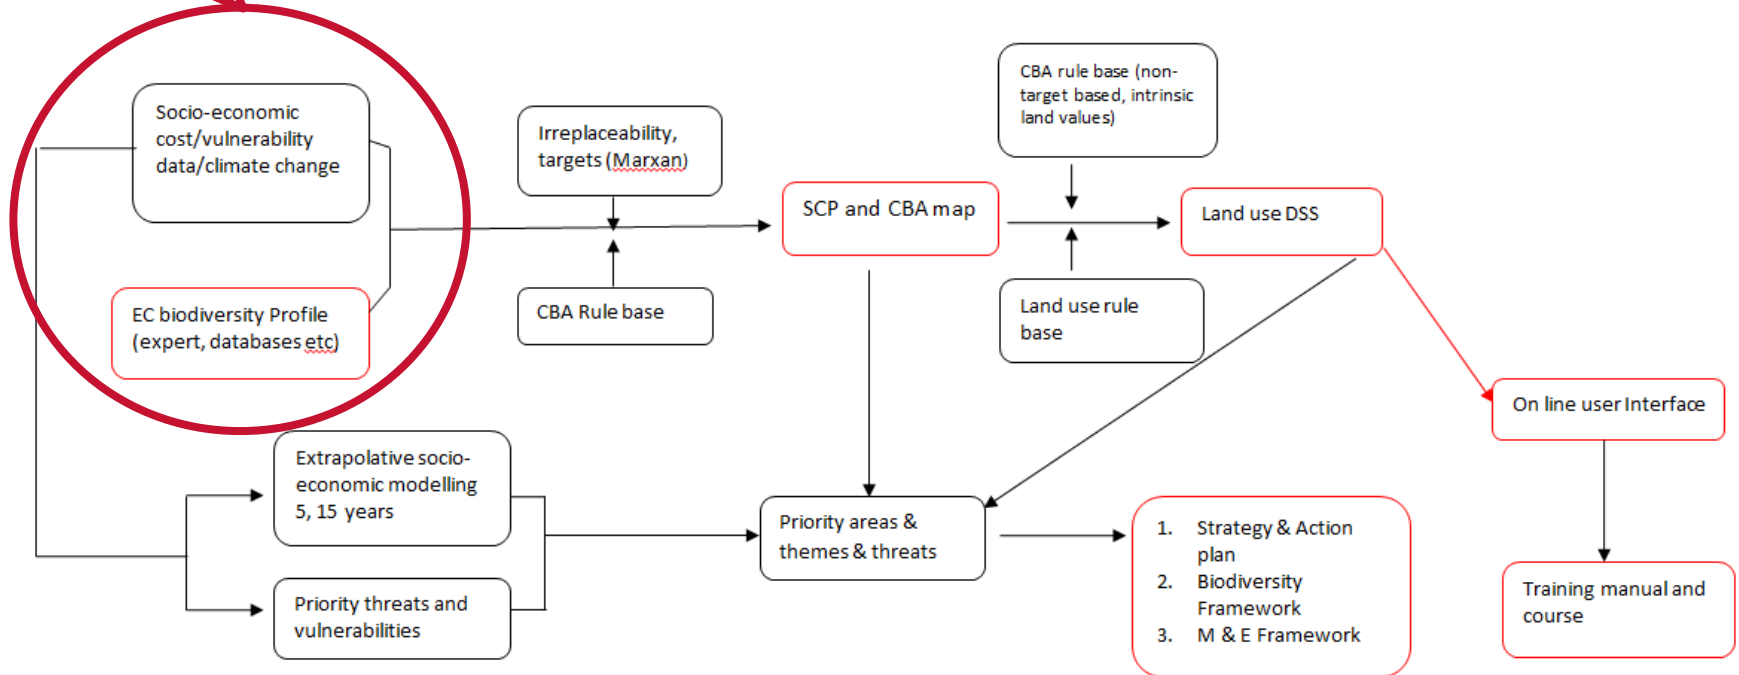 Socio-economic
cost/vulnerability
data/climate change
EC biodiversity Profile
(expert, databases etc)
Irreplaceability,
targets (Marxan)
CBA Rule base
SCP and CBA map
CBA rule base (non-
target based, intrinsic
land values)
Land use rule
base
Land use DSS
On line user Interface
Training manual and
course
Extrapolative socio-
economic modelling
5, 15 years
Priority threats and
vulnerabilities
Priority areas &
themes & threats
1. Strategy & Action
plan
2. Biodiversity
Framework
3. M & E Framework